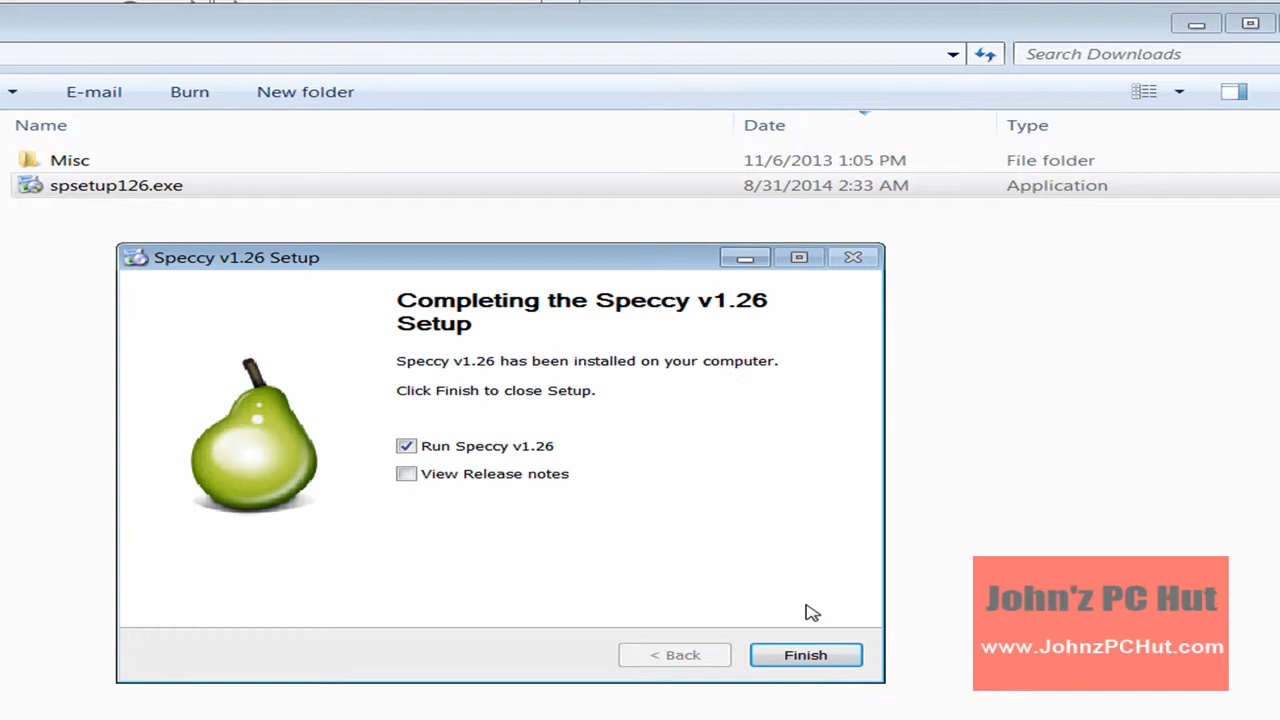 Search Downloads
E-mail Burn New folder
Name Date Type
Misc 11/6/2013 1:05 PM File folder
spsetup126.exe 8/31/2014 2:33 AM Application
Speccy v1.26 Setup
Completing the Speccy v1.26
Setup
Speccy v1.26 has been installed on your computer.
Click Finish to close Setup.
Run Speccy v1.26
View Release notes
< Back Finish
John'z PC Hut
www.JohnzPCHut.com